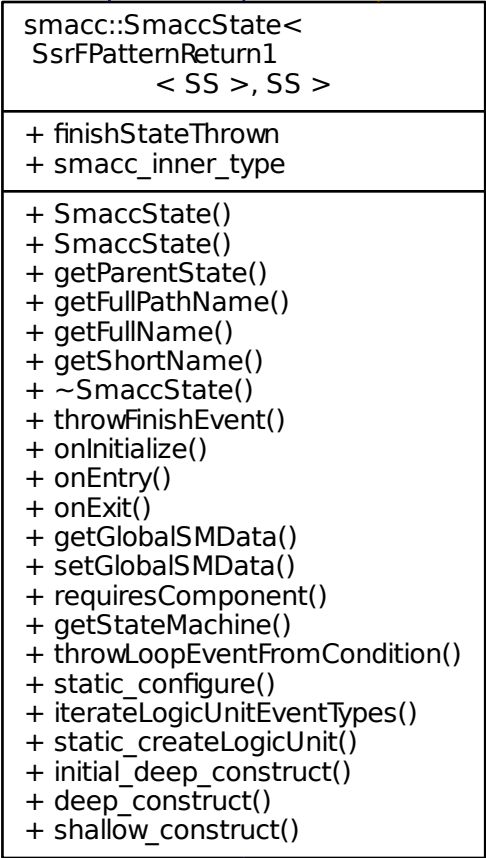 smacc::SmaccState<
SsrFPatternReturn1
< SS >, SS >
+ finishStateThrown
+ smacc_inner_type
+ SmaccState()
+ SmaccState()
+ getParentState()
+ getFullPathName()
+ getFullName()
+ getShortName()
+ ~SmaccState()
+ throwFinishEvent()
+ onInitialize()
+ onEntry()
+ onExit()
+ getGlobalSMData()
+ setGlobalSMData()
+ requiresComponent()
+ getStateMachine()
+ throwLoopEventFromCondition()
+ static_configure()
+ iterateLogicUnitEventTypes()
+ static_createLogicUnit()
+ initial_deep_construct()
+ deep_construct()
+ shallow_construct()